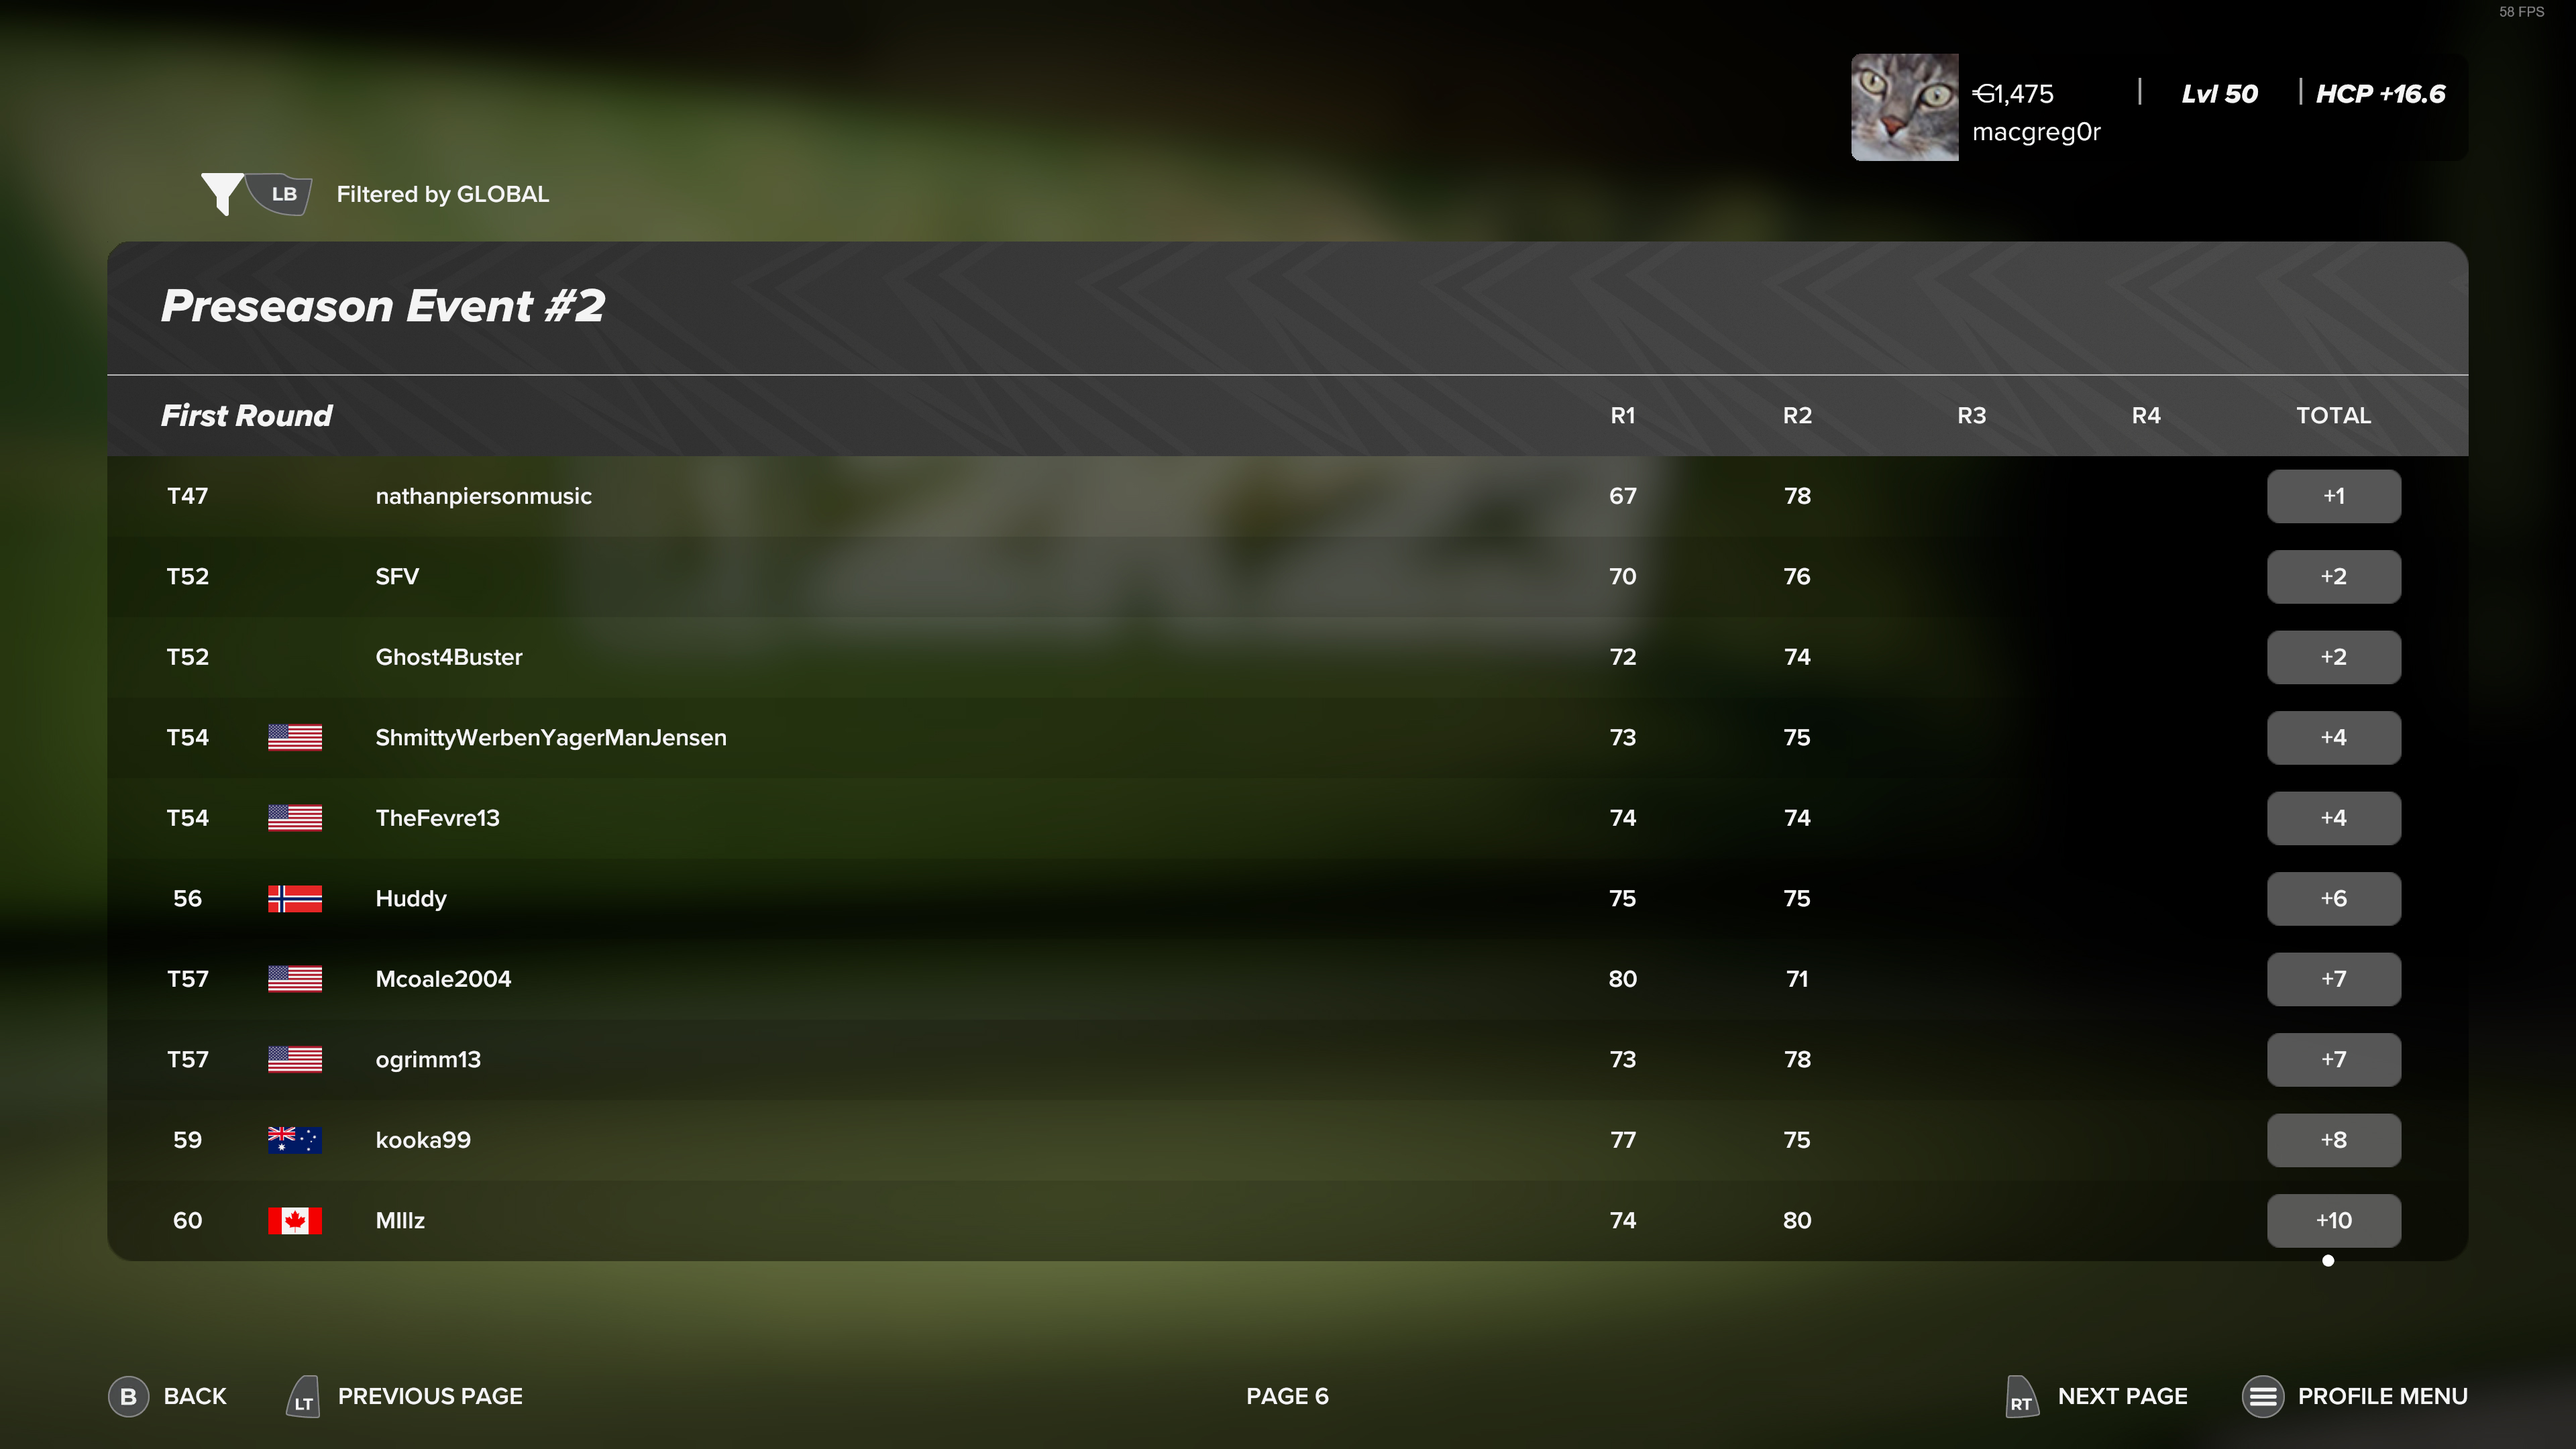 58 FPS
G1,475 | Lvl 50 | HCP +16.6
macgreg0r
LB Filtered by GLOBAL
Preseason Event #2
First Round R1 R2 R3 R4 TOTAL
T47 nathanpiersonmusic 67 78 +1
T52 SFV 70 76 +2
T52 Ghost4Buster 72 74 +2
T54 ShmittyWerbenYagerManJensen 73 75 +4
T54 TheFevre13 74 74 +4
56 Huddy 75 75 +6
T57 Mcoale2004 80 71 +7
T57 ogrimm13 73 78 +7
59 kooka99 77 75 +8
60 MIllz 74 80 +10
B BACK LT PREVIOUS PAGE PAGE 6 RT NEXT PAGE PROFILE MENU